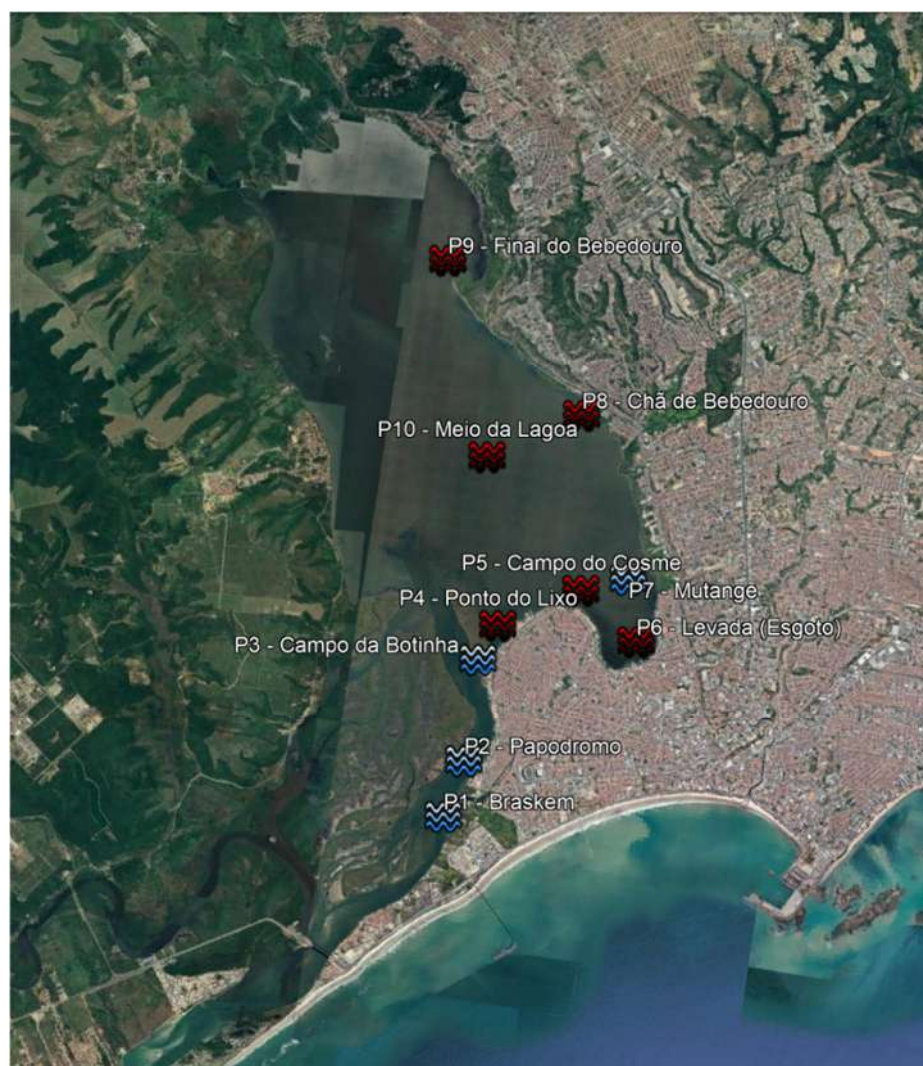 P9 - Final do Bebedouro
P8 - Chã de Bebedouro
P10 - Meio da Lagoa
P5 - Campo do Cosme
P7 - Mutange
P4 - Ponto do Lixo
P6 - Levada (Esgoto)
P3 - Campo da Botinha
P2 - Papodromo
P1 - Braskem